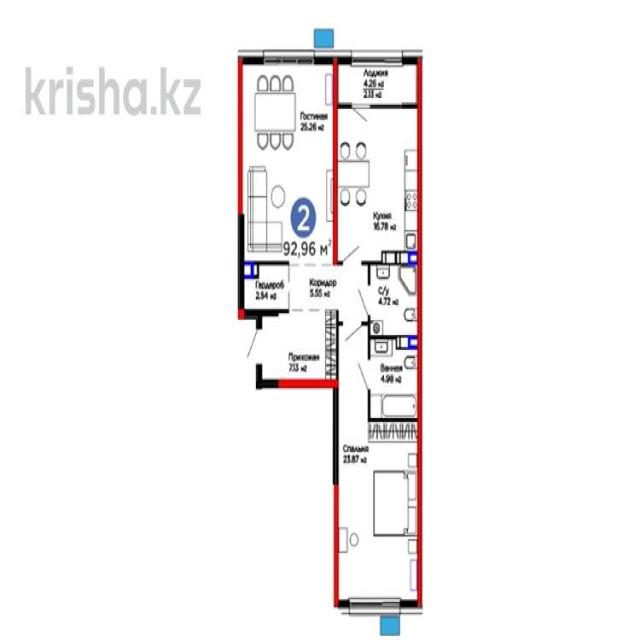 krisha.kz
Лоджия
4.26 м2
2.13 м2
Гостиная
25.26 м2
Кухня
16.78 м2
2
92,96 м²
Гардероб
2.54 м2
Коридор
5.55 м2
С/у
4.72 м2
Прихожая
7.13 м2
Ванная
4.98 м2
Спальня
23.87 м2